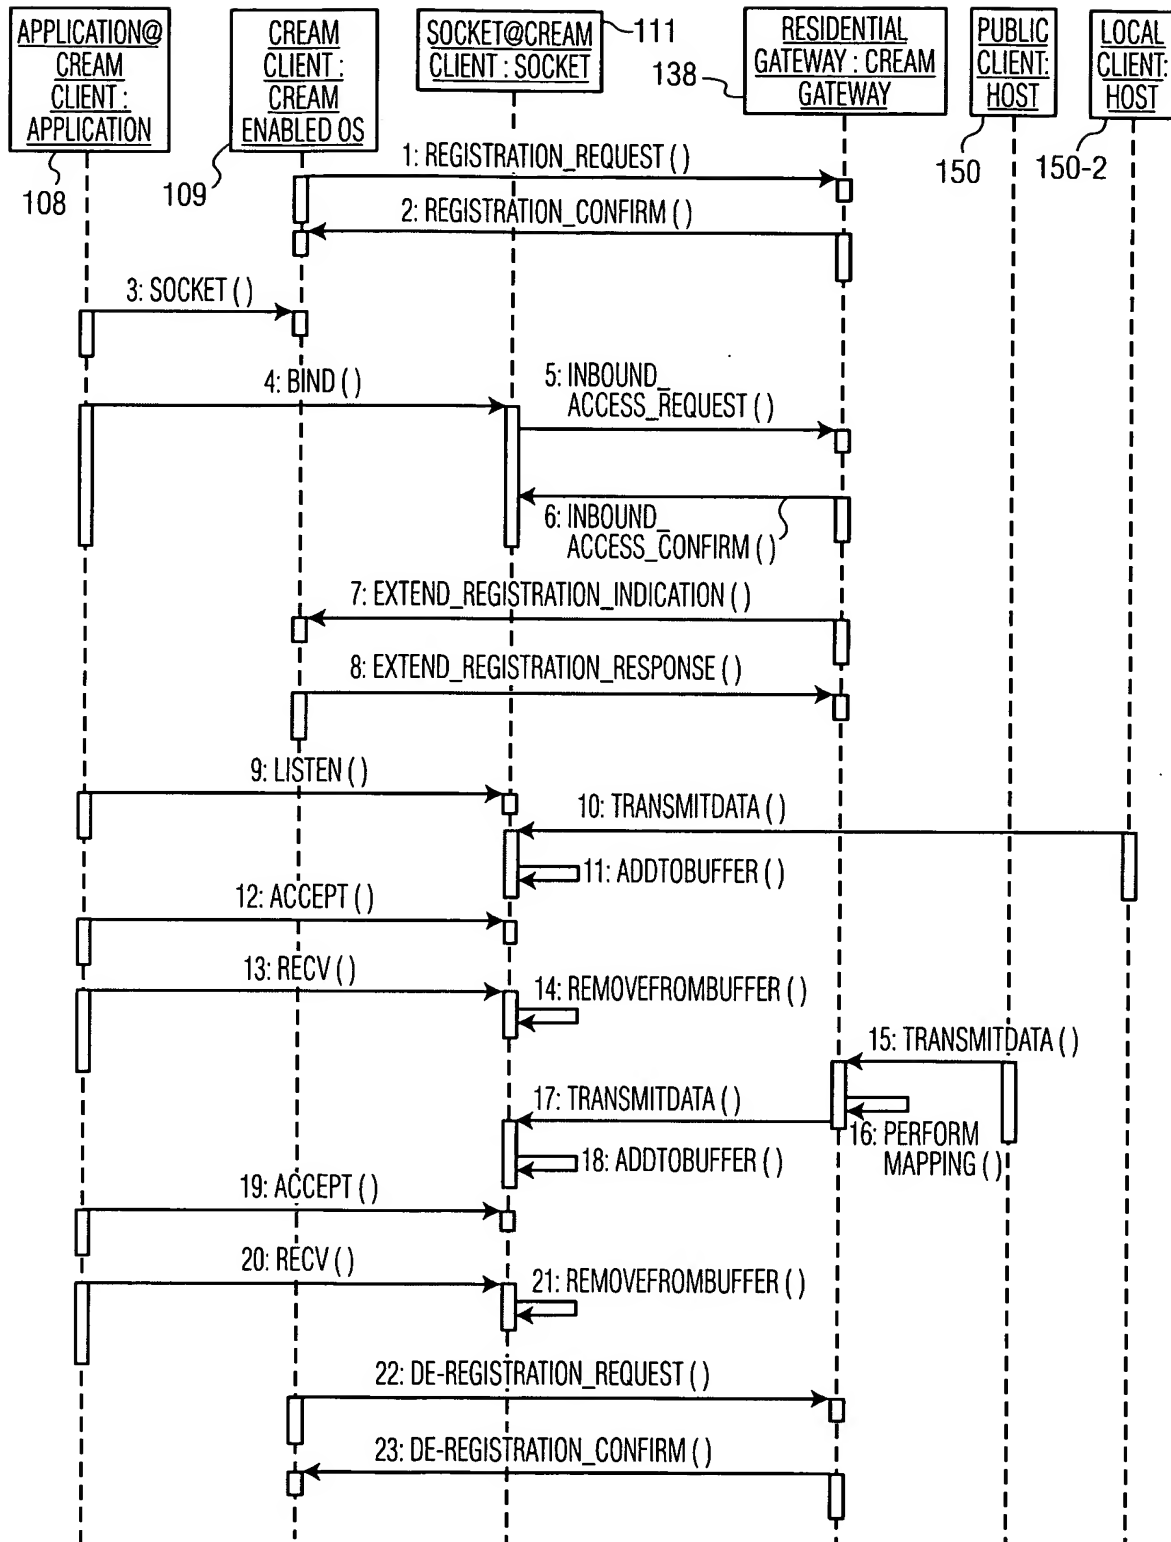 APPLICATION@
CREAM
CLIENT :
APPLICATION
108
CREAM
CLIENT :
CREAM
ENABLED OS
109
SOCKET@CREAM
CLIENT : SOCKET
111
RESIDENTIAL
GATEWAY : CREAM
GATEWAY
138
PUBLIC
CLIENT:
HOST
150
LOCAL
CLIENT:
HOST
150-2
1: REGISTRATION_REQUEST ( )
2: REGISTRATION_CONFIRM ( )
3: SOCKET ( )
4: BIND ( )
5: INBOUND_
ACCESS_REQUEST ( )
6: INBOUND_
ACCESS_CONFIRM ( )
7: EXTEND_REGISTRATION_INDICATION ( )
8: EXTEND_REGISTRATION_RESPONSE ( )
9: LISTEN ( )
10: TRANSMITDATA ( )
11: ADDTOBUFFER ( )
12: ACCEPT ( )
13: RECV ( )
14: REMOVEFROMBUFFER ( )
15: TRANSMITDATA ( )
16: PERFORM
MAPPING ( )
17: TRANSMITDATA ( )
18: ADDTOBUFFER ( )
19: ACCEPT ( )
20: RECV ( )
21: REMOVEFROMBUFFER ( )
22: DE-REGISTRATION_REQUEST ( )
23: DE-REGISTRATION_CONFIRM ( )